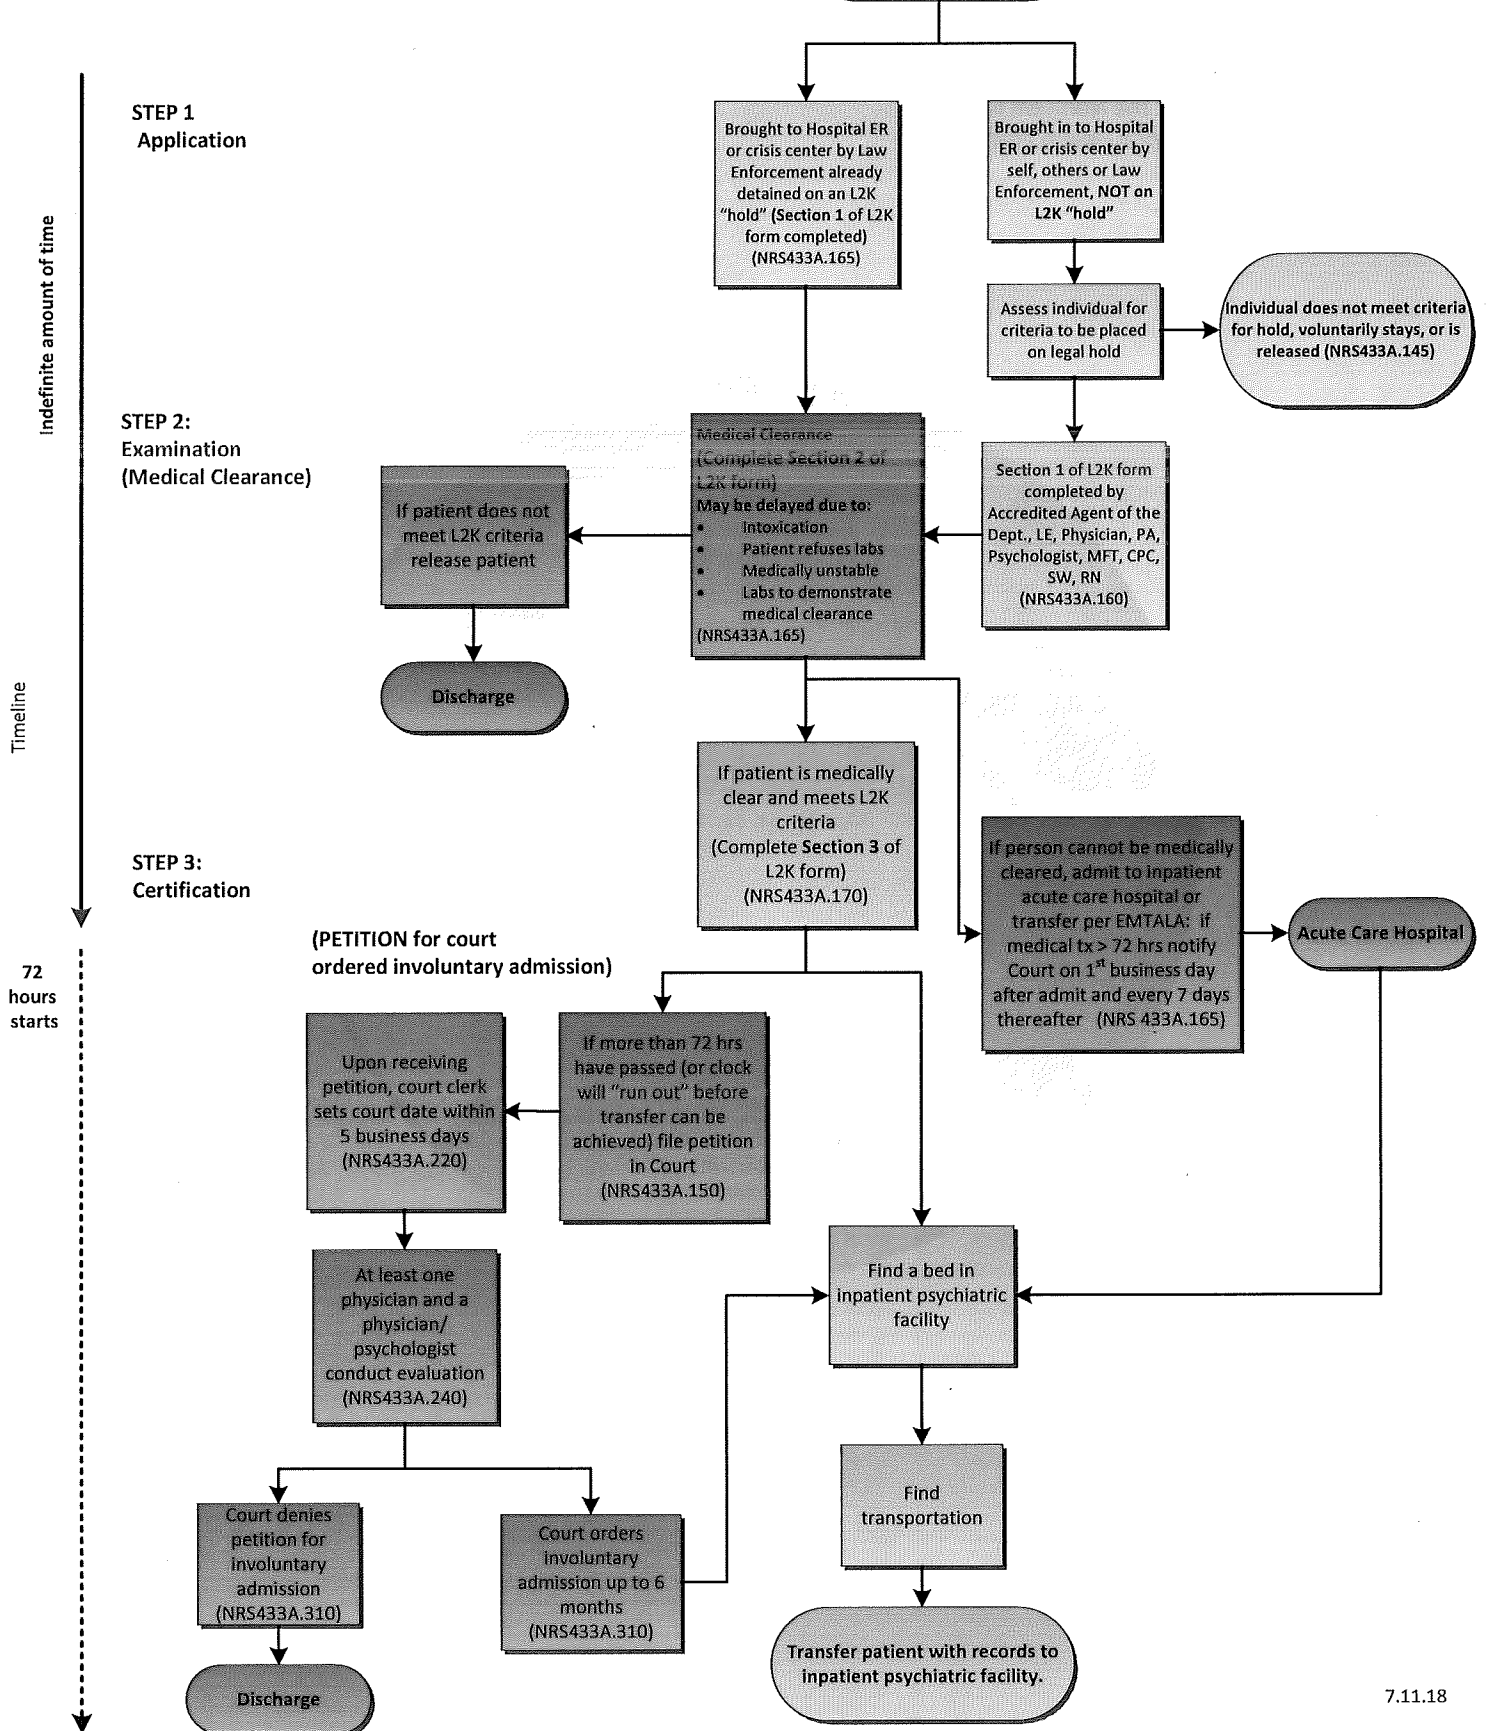 STEP 1
Application
Brought to Hospital ER
or crisis center by Law
Enforcement already
detained on an L2K
"hold" (Section 1 of L2K
form completed)
(NRS433A.165)
Brought in to Hospital
ER or crisis center by
self, others or Law
Enforcement, NOT on
L2K "hold"
Indefinite amount of time
Assess individual for
criteria to be placed
on legal hold
Individual does not meet criteria
for hold, voluntarily stays, or is
released (NRS433A.145)
STEP 2:
Examination
(Medical Clearance)
If patient does not
meet L2K criteria
release patient
Medical Clearance
(Complete Section 2 of
L2K form)
May be delayed due to:
• Intoxication
• Patient refuses labs
• Medically unstable
• Labs to demonstrate
medical clearance
(NRS433A.165)
Section 1 of L2K form
completed by
Accredited Agent of the
Dept., LE, Physician, PA,
Psychologist, MFT, CPC,
SW, RN
(NRS433A.160)
Discharge
Timeline
If patient is medically
clear and meets L2K
criteria
(Complete Section 3 of
L2K form)
(NRS433A.170)
STEP 3:
Certification
If person cannot be medically
cleared, admit to inpatient
acute care hospital or
transfer per EMTALA: if
medical tx > 72 hrs notify
Court on 1st business day
after admit and every 7 days
thereafter (NRS 433A.165)
Acute Care Hospital
(PETITION for court
ordered involuntary admission)
72
hours
starts
Upon receiving
petition, court clerk
sets court date within
5 business days
(NRS433A.220)
If more than 72 hrs
have passed (or clock
will "run out" before
transfer can be
achieved) file petition
in Court
(NRS433A.150)
At least one
physician and a
physician/
psychologist
conduct evaluation
(NRS433A.240)
Find a bed in
inpatient psychiatric
facility
Court denies
petition for
involuntary
admission
(NRS433A.310)
Court orders
involuntary
admission up to 6
months
(NRS433A.310)
Find
transportation
Discharge
Transfer patient with records to
inpatient psychiatric facility.
7.11.18